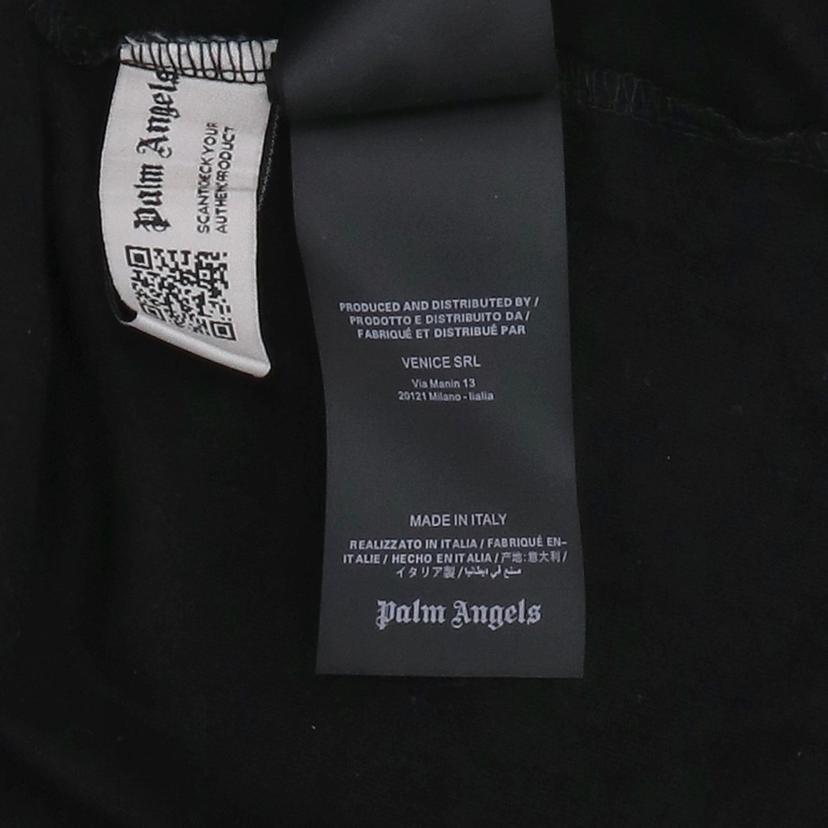 Palm Angels
SCAN TO CHECK YOUR
AUTHENTIC PRODUCT
PRODUCED AND DISTRIBUTED BY /
PRODOTTO E DISTRIBUITO DA /
FABRIQUÉ ET DISTRIBUÉ PAR
VENICE SRL
Via Manin 13
20121 Milano - Italia
MADE IN ITALY
REALIZZATO IN ITALIA / FABRIQUÉ EN-
ITALIE / HECHO EN ITALIA / 产地:意大利 /
イタリア製 / صنع في إيطاليا
Palm Angels